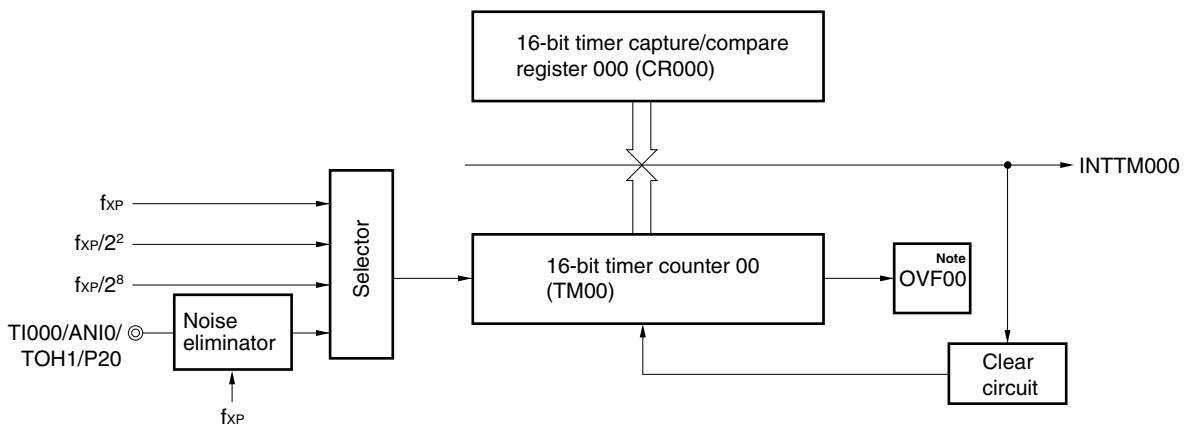 16-bit timer capture/compare
register 000 (CR000)
INTTM000
fXP
fXP/2²
fXP/2⁸
Selector
16-bit timer counter 00
(TM00)
Note
OVF00
TI000/ANI0/
TOH1/P20
Noise
eliminator
fXP
Clear
circuit